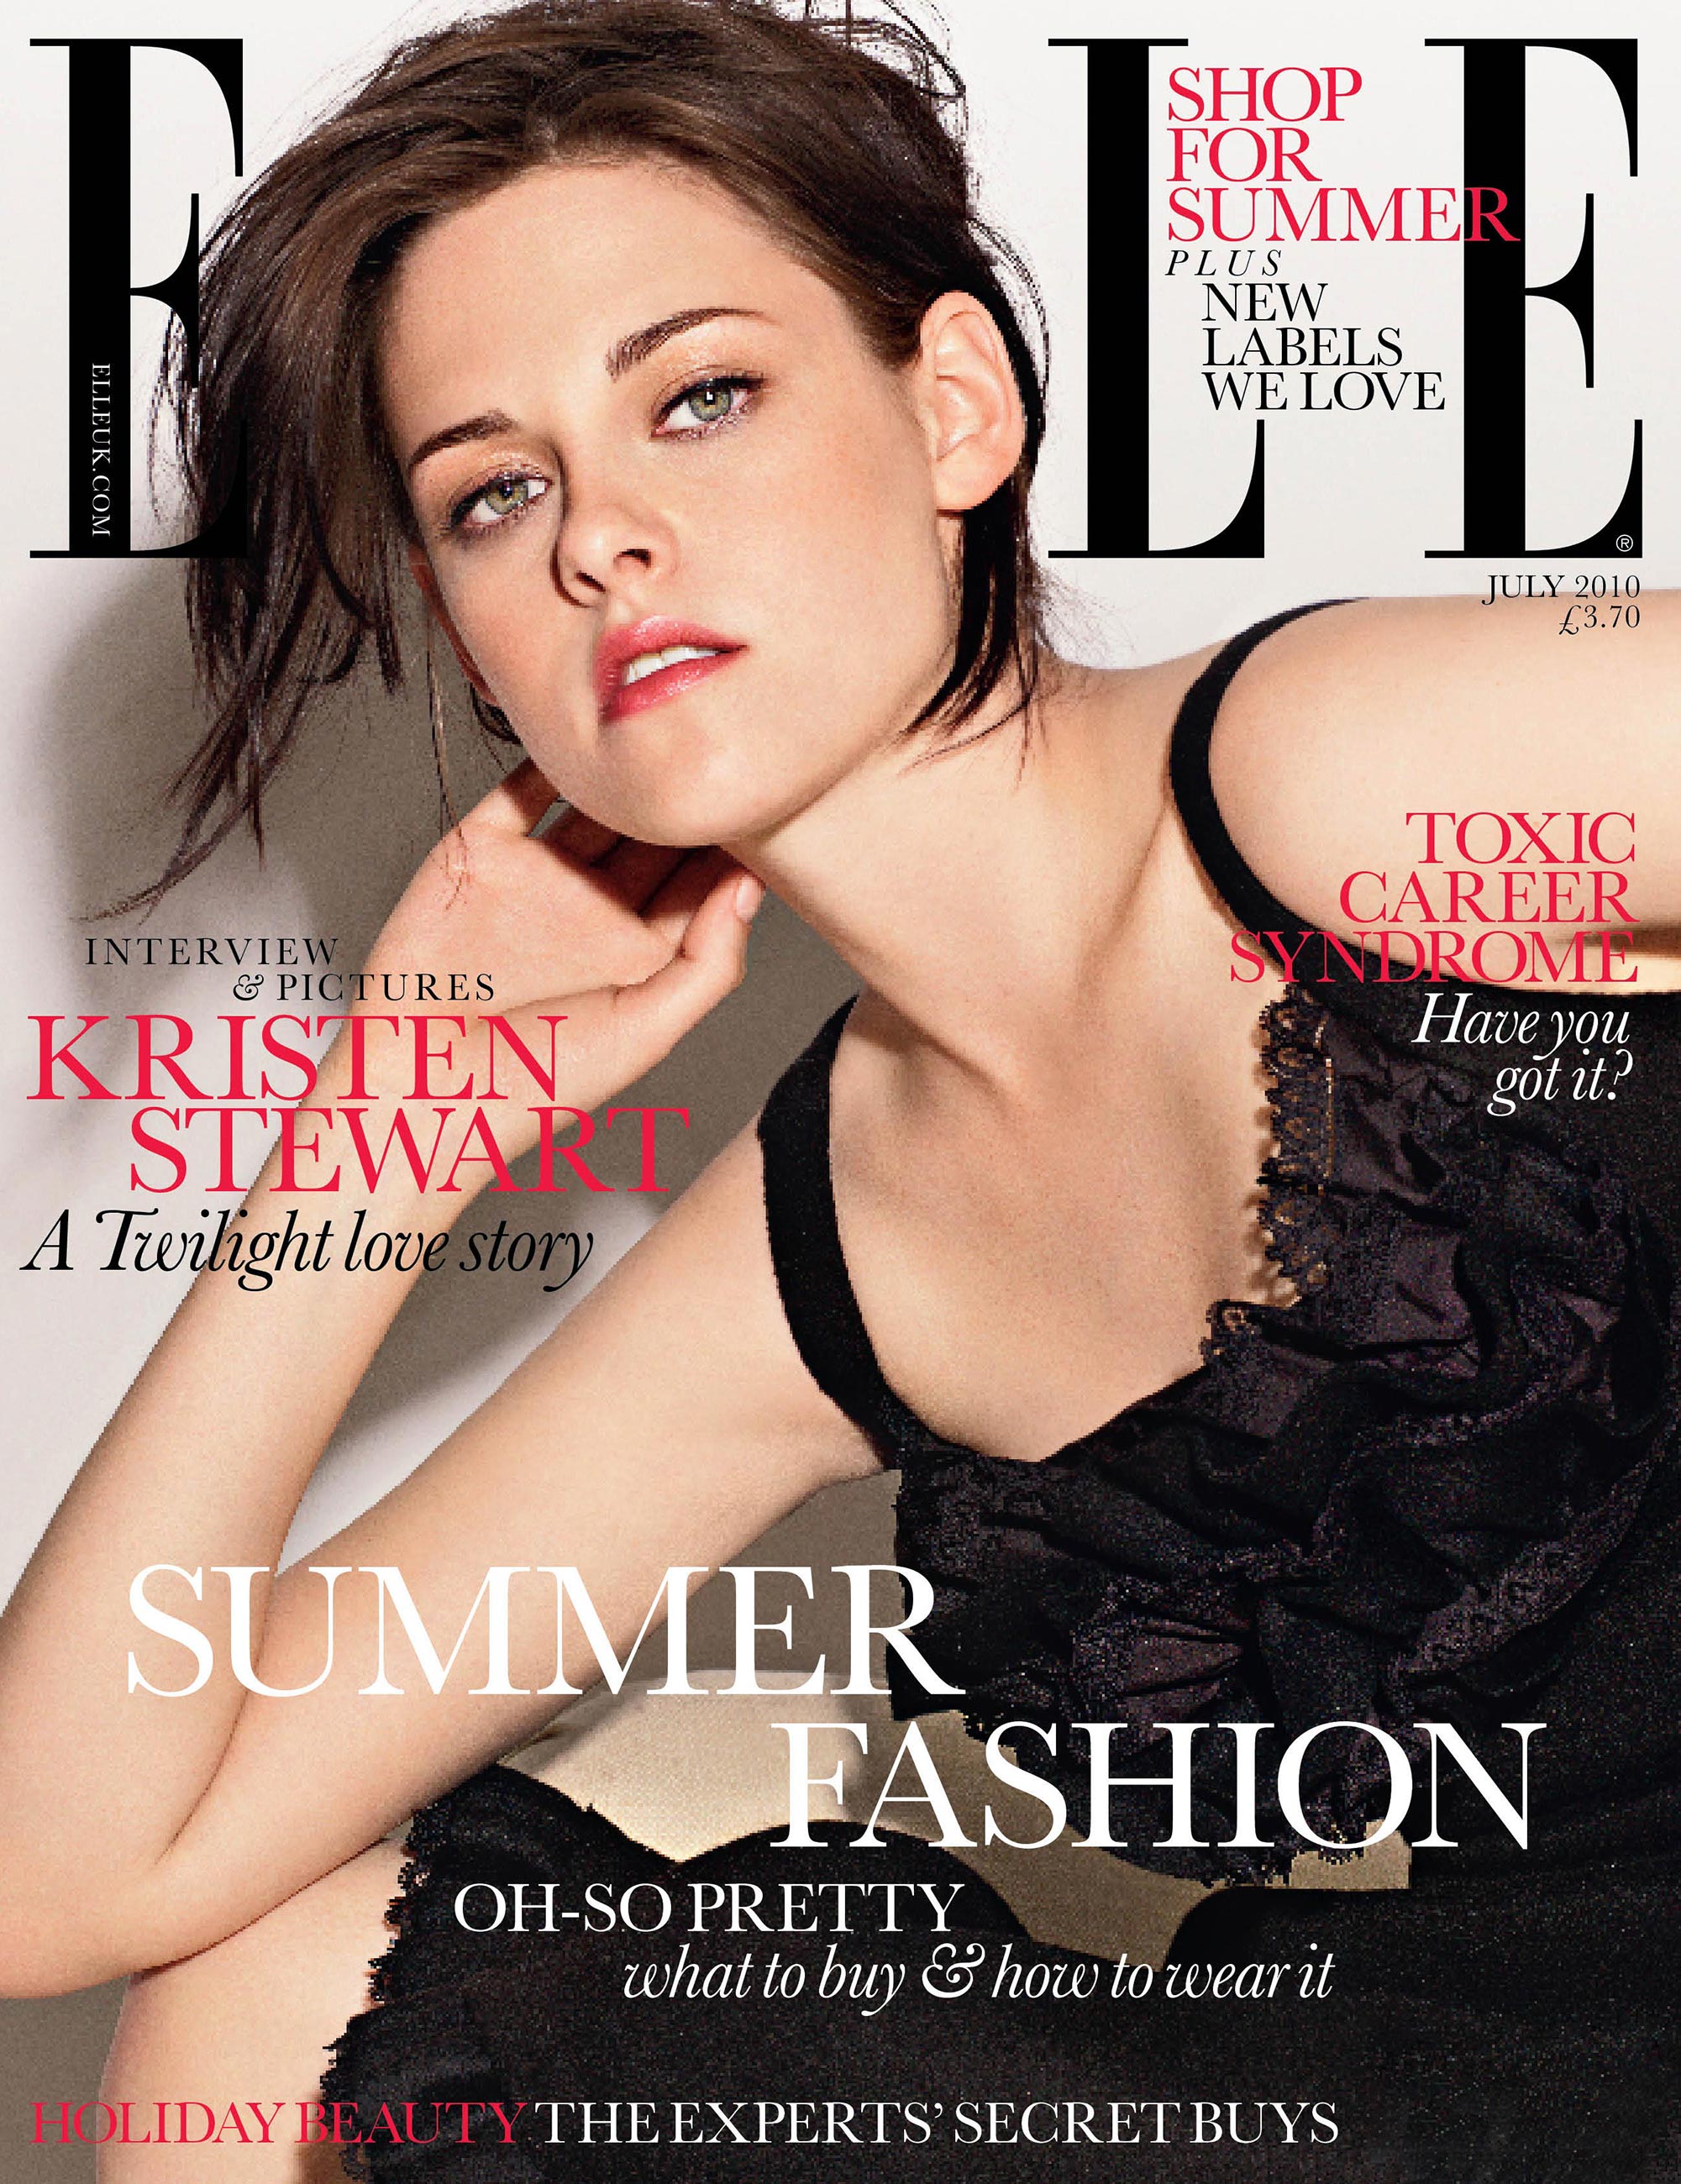 ELLE
ELLEUK.COM
SHOP
FOR
SUMMER
PLUS
NEW
LABELS
WE LOVE
®
JULY 2010
£3.70
TOXIC
CAREER
SYNDROME
Have you
got it?
INTERVIEW
& PICTURES
KRISTEN
STEWART
A Twilight love story
SUMMER
FASHION
OH-SO PRETTY
what to buy & how to wear it
HOLIDAY BEAUTY THE EXPERTS' SECRET BUYS